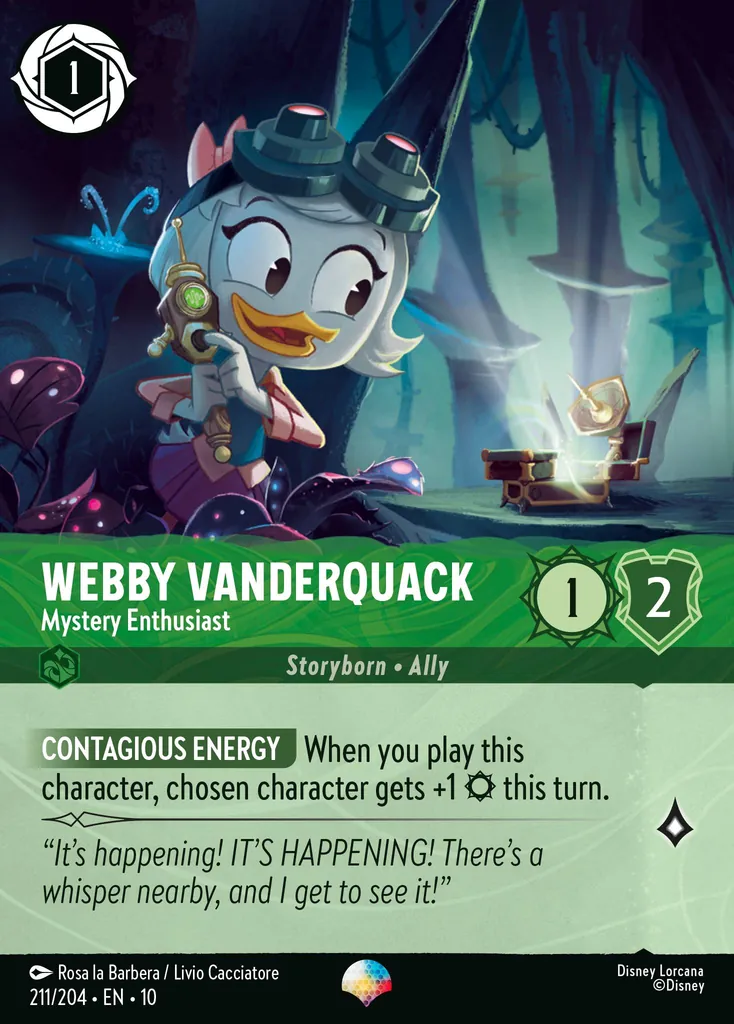 1
WEBBY VANDERQUACK
Mystery Enthusiast
1
2
Storyborn • Ally
CONTAGIOUS ENERGY When you play this
character, chosen character gets +1 this turn.
“It’s happening! IT’S HAPPENING! There’s a
whisper nearby, and I get to see it!”
Rosa la Barbera / Livio Cacciatore
211/204 • EN • 10
Disney Lorcana
©Disney